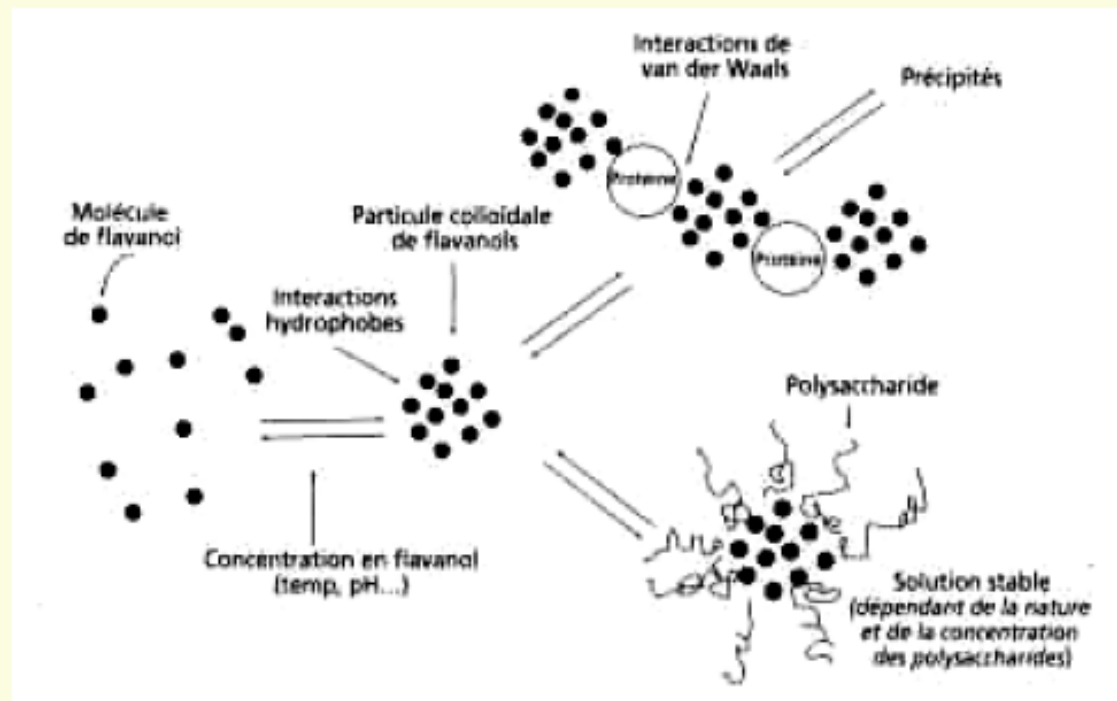 Interactions de
van der Waals
Précipités
Protéine
Protéine
Molécule
de flavanol
Particule colloïdale
de flavanols
Interactions
hydrophobes
Polysaccharide
Concentration en flavanol
(temp, pH...)
Solution stable
(dépendant de la nature
et de la concentration
des polysaccharides)